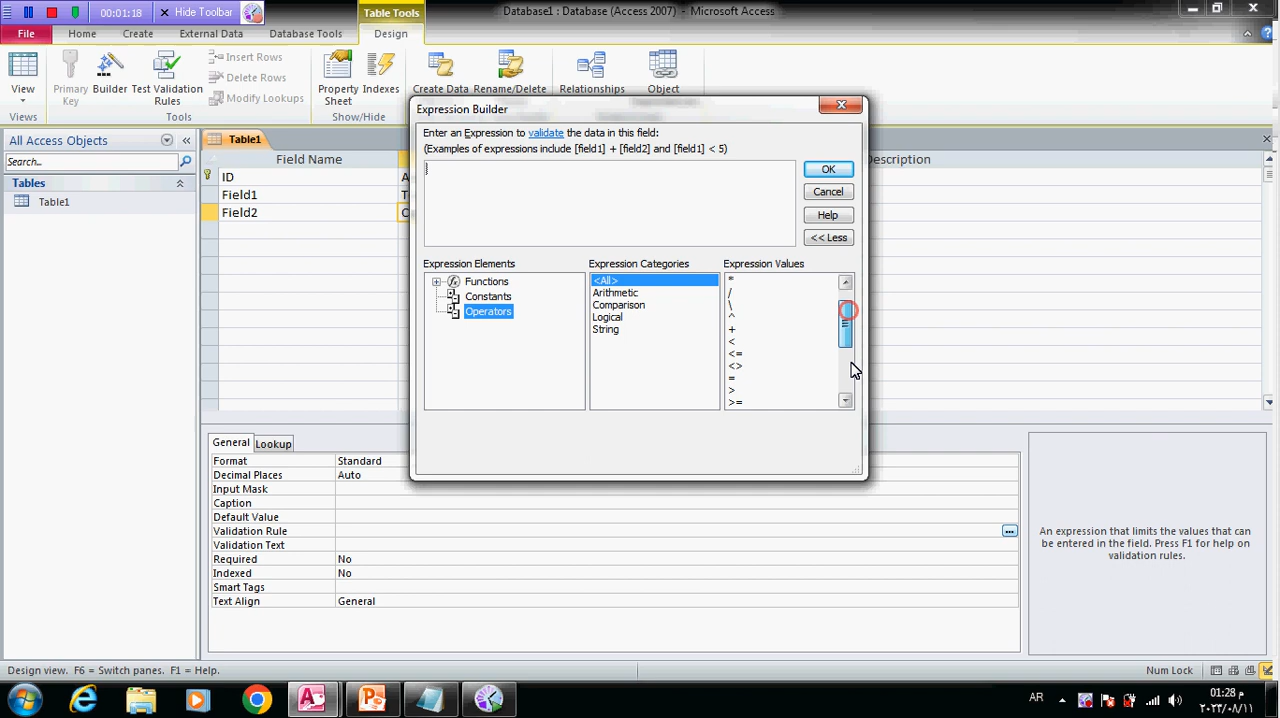 00:01:18
Hide Toolbar
Table Tools
Database1 : Database (Access 2007) - Microsoft Access
File
Home
Create
External Data
Database Tools
Design
View
Primary Key
Builder
Test Validation Rules
Insert Rows
Delete Rows
Modify Lookups
Property Sheet
Indexes
Create Data
Rename/Delete
Relationships
Object
Views
Tools
Show/Hide
All Access Objects
Search...
Tables
Table1
Table1
Field Name
Description
ID
Field1
Field2
Expression Builder
Enter an Expression to validate the data in this field:
(Examples of expressions include [field1] + [field2] and [field1] < 5)
OK
Cancel
Help
<< Less
Expression Elements
Expression Categories
Expression Values
Functions
Constants
Operators
<All>
Arithmetic
Comparison
Logical
String
*
/
\
^
+
<
<=
<>
=
>
>=
General
Lookup
Format Standard
Decimal Places Auto
Input Mask
Caption
Default Value
Validation Rule
Validation Text
Required No
Indexed No
Smart Tags
Text Align General
An expression that limits the values that can
be entered in the field. Press F1 for help on
validation rules.
Design view. F6 = Switch panes. F1 = Help.
Num Lock
AR
01:28 م
٢٠٢٣/٠٨/١١